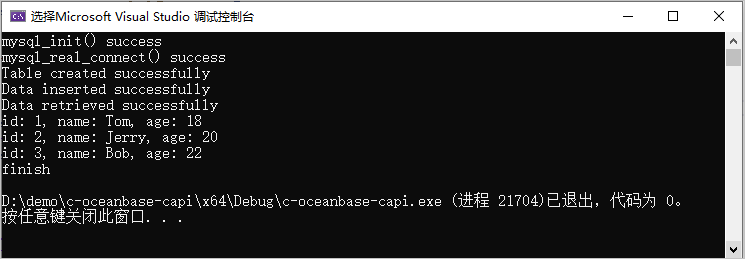 选择Microsoft Visual Studio 调试控制台
mysql_init() success
mysql_real_connect() success
Table created successfully
Data inserted successfully
Data retrieved successfully
id: 1, name: Tom, age: 18
id: 2, name: Jerry, age: 20
id: 3, name: Bob, age: 22
finish
D:\demo\c-oceanbase-capi\x64\Debug\c-oceanbase-capi.exe (进程 21704)已退出，代码为 0。
按任意键关闭此窗口. . .